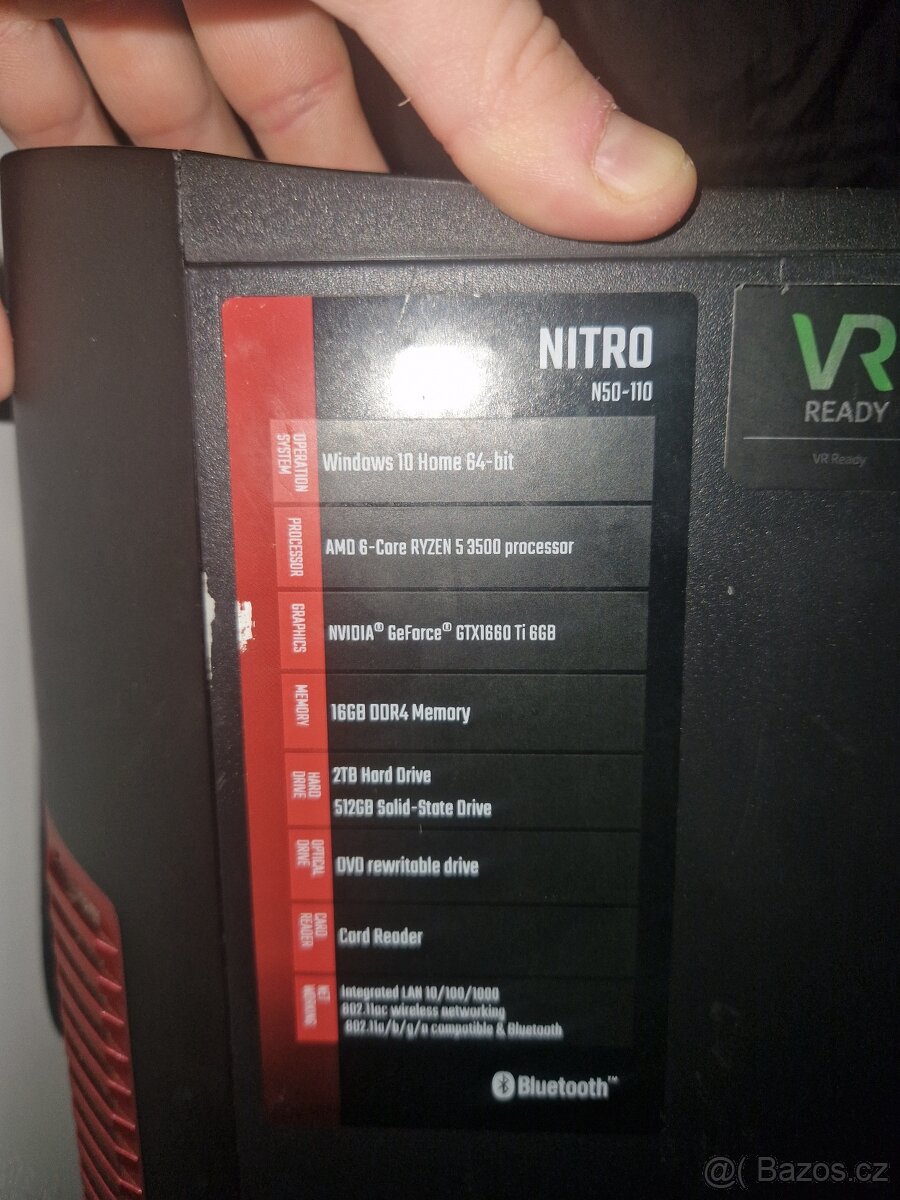 NITRO
N50-110
OPERATION
SYSTEM
Windows 10 Home 64-bit
PROCESSOR
AMD 6-Core RYZEN 5 3500 processor
GRAPHICS
NVIDIA® GeForce® GTX1660 Ti 6GB
MEMORY
16GB DDR4 Memory
HARD
DRIVE
2TB Hard Drive
512GB Solid-State Drive
OPTICAL
DRIVE
DVD rewritable drive
CARD
READER
Card Reader
NET
WORKING
Integrated LAN 10/100/1000
802.11ac wireless networking
802.11a/b/g/n compatible & Bluetooth
Bluetooth™
VR
READY
VR Ready
@( Bazos.cz